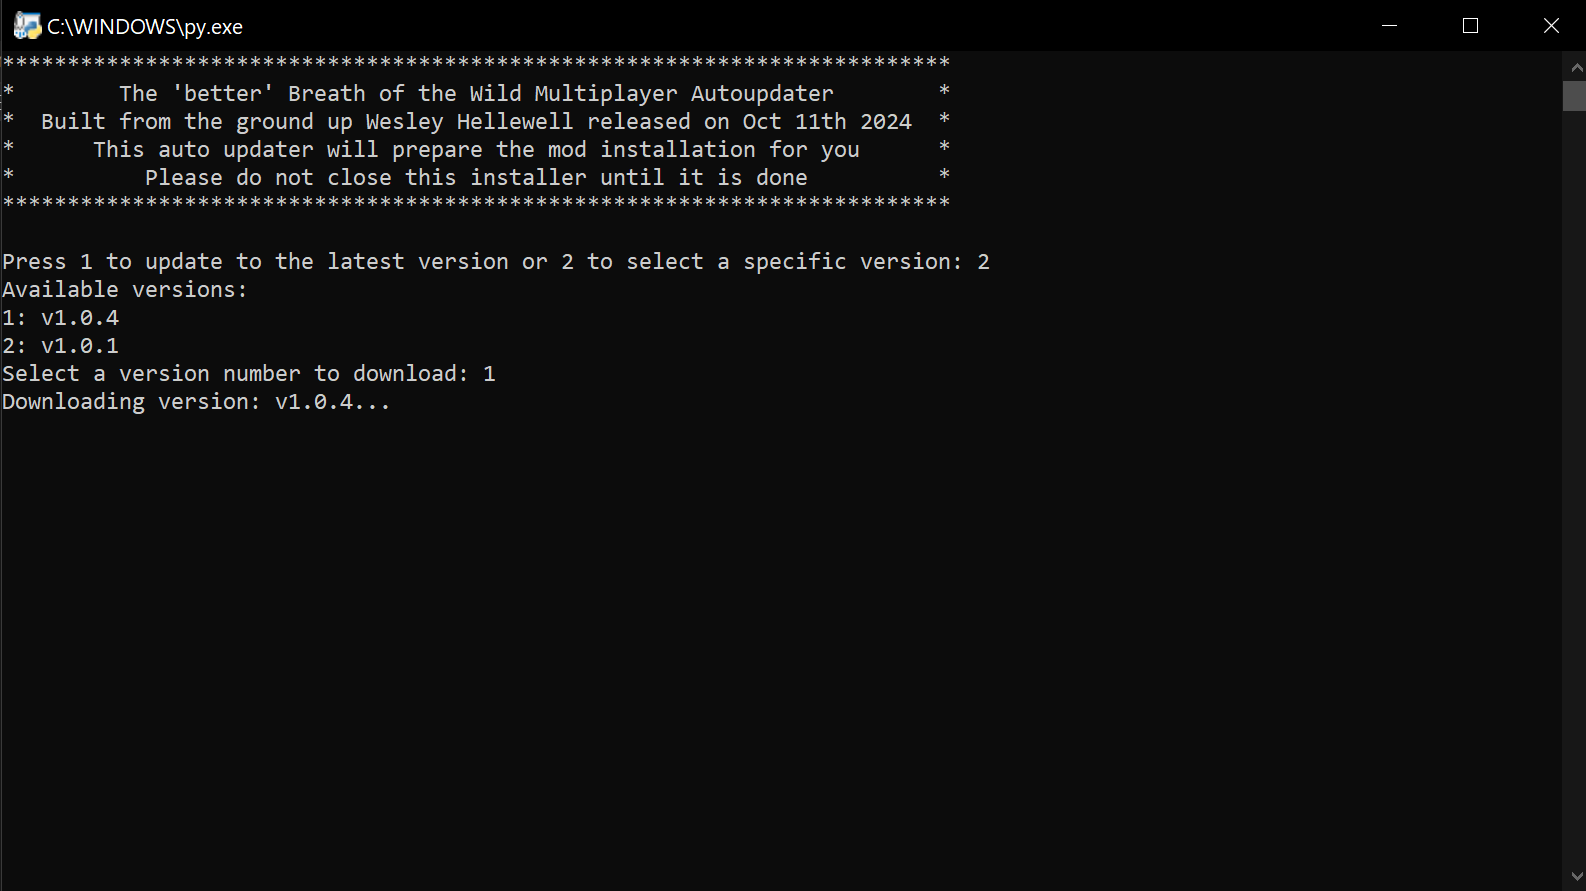 C:\WINDOWS\py.exe
*************************************************************************
* The 'better' Breath of the Wild Multiplayer Autoupdater *
* Built from the ground up Wesley Hellewell released on Oct 11th 2024 *
* This auto updater will prepare the mod installation for you *
* Please do not close this installer until it is done *
*************************************************************************
Press 1 to update to the latest version or 2 to select a specific version: 2
Available versions:
1: v1.0.4
2: v1.0.1
Select a version number to download: 1
Downloading version: v1.0.4...